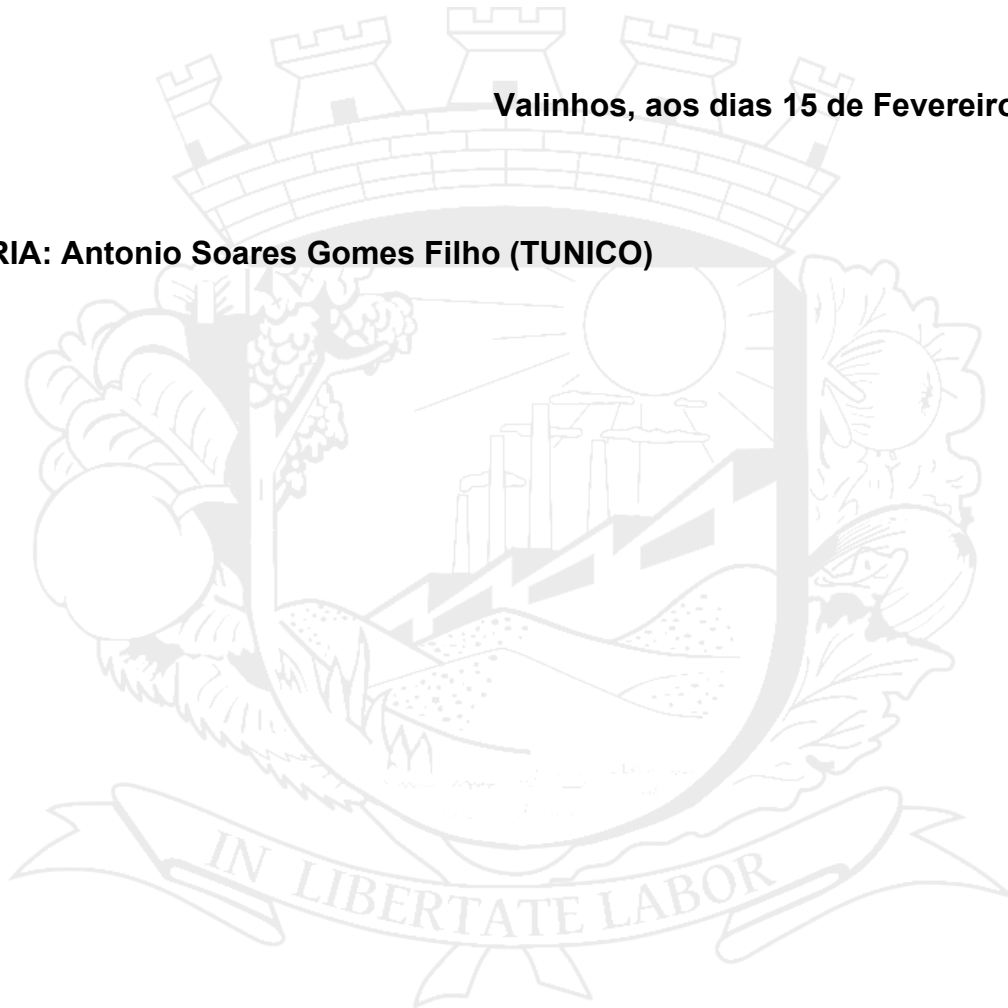 Valinhos, aos dias 15 de Fevereiro
RIA: Antonio Soares Gomes Filho (TUNICO)
IN LIBERTATE LABOR